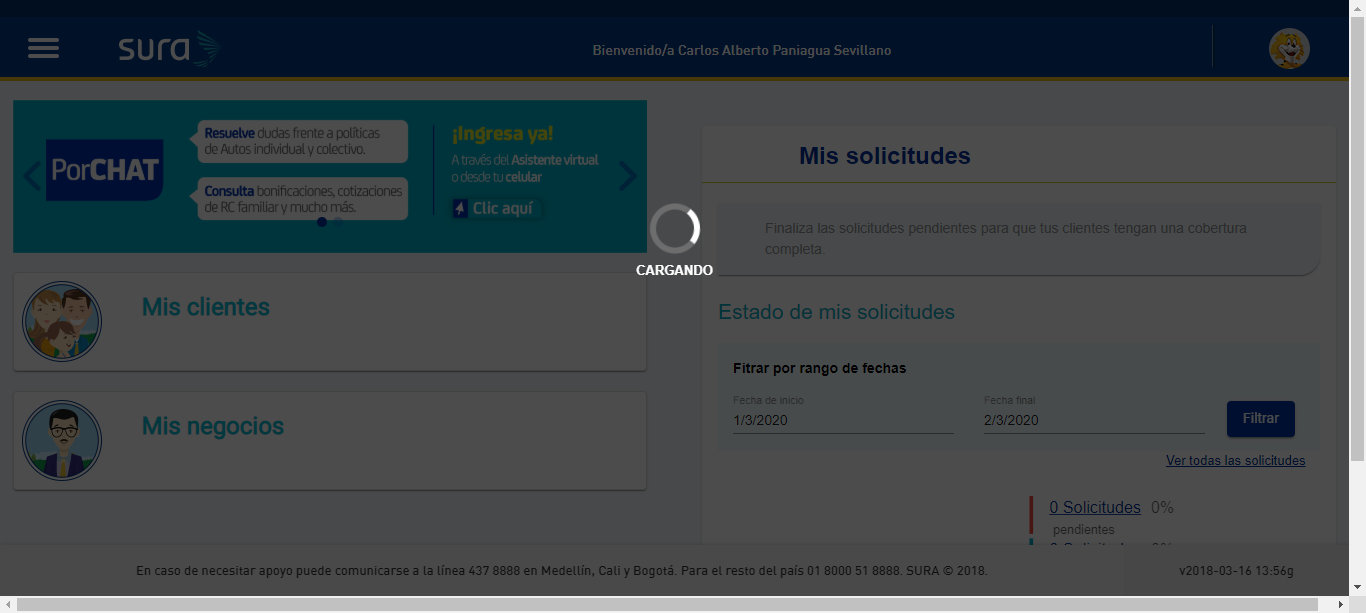 sura
Bienvenido/a Carlos Alberto Paniagua Sevillano
PorCHAT
Resuelve dudas frente a políticas
de Autos individual y colectivo.
Consulta bonificaciones, cotizaciones
de RC familiar y mucho más.
¡Ingresa ya!
A través del Asistente virtual
o desde tu celular
Clic aquí
Mis solicitudes
Finaliza las solicitudes pendientes para que tus clientes tengan una cobertura
completa.
CARGANDO
Mis clientes
Mis negocios
Estado de mis solicitudes
Fitrar por rango de fechas
Fecha de inicio
1/3/2020
Fecha final
2/3/2020
Filtrar
Ver todas las solicitudes
0 Solicitudes 0%
pendientes
En caso de necesitar apoyo puede comunicarse a la línea 437 8888 en Medellín, Cali y Bogotá. Para el resto del país 01 8000 51 8888. SURA © 2018.
v2018-03-16 13:56g